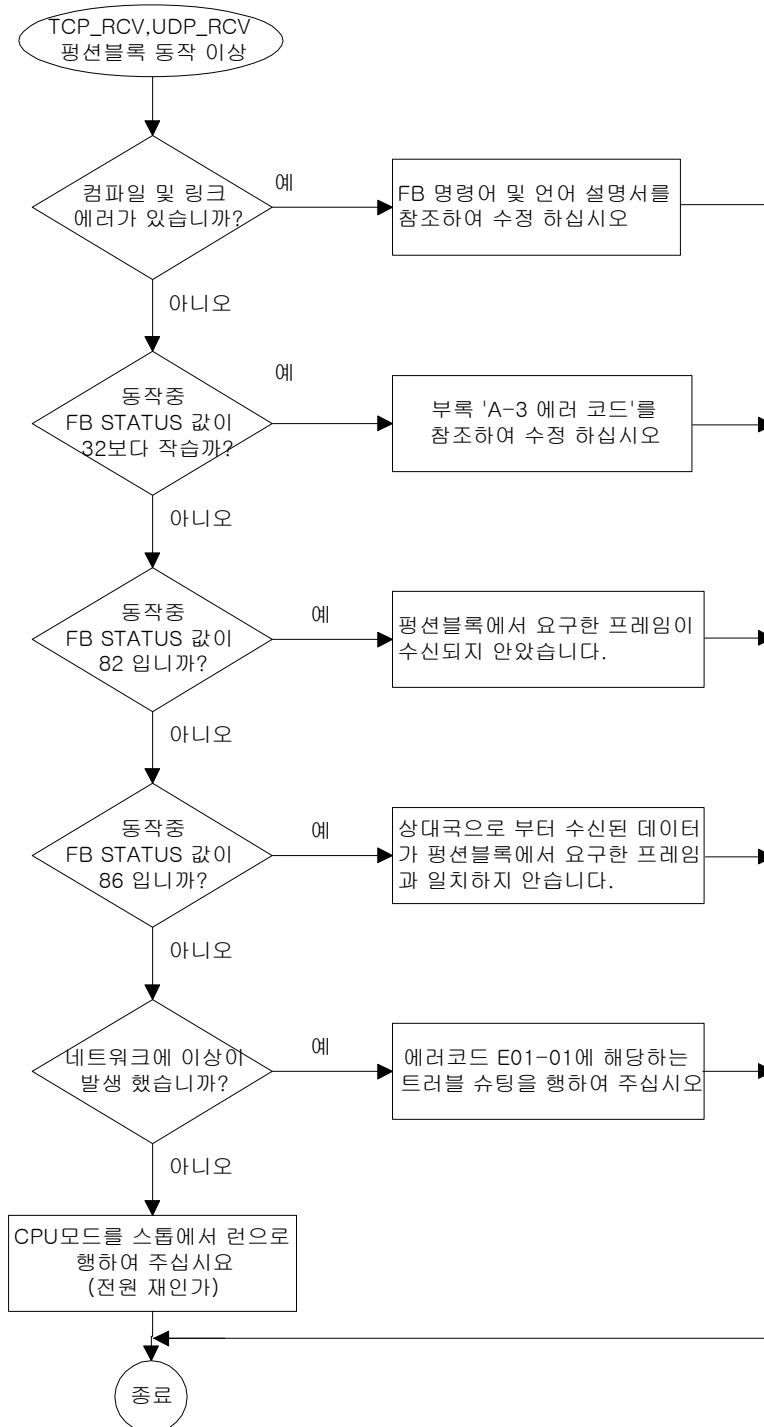 TCP_RCV,UDP_RCV
펑션블록 동작 이상
컴파일 및 링크
에러가 있습니까?
예
FB 명령어 및 언어 설명서를
참조하여 수정 하십시오
아니오
동작중
FB STATUS 값이
32보다 작습까?
예
부록 'A-3 에러 코드'를
참조하여 수정 하십시오
아니오
동작중
FB STATUS 값이
82 입니까?
예
펑션블록에서 요구한 프레임이
수신되지 안았습니다.
아니오
동작중
FB STATUS 값이
86 입니까?
예
상대국으로 부터 수신된 데이터
가 펑션블록에서 요구한 프레임
과 일치하지 안습니다.
아니오
네트워크에 이상이
발생 했습니까?
예
에러코드 E01-01에 해당하는
트러블 슈팅을 행하여 주십시오
아니오
CPU모드를 스톱에서 런으로
행하여 주십시요
(전원 재인가)
종료